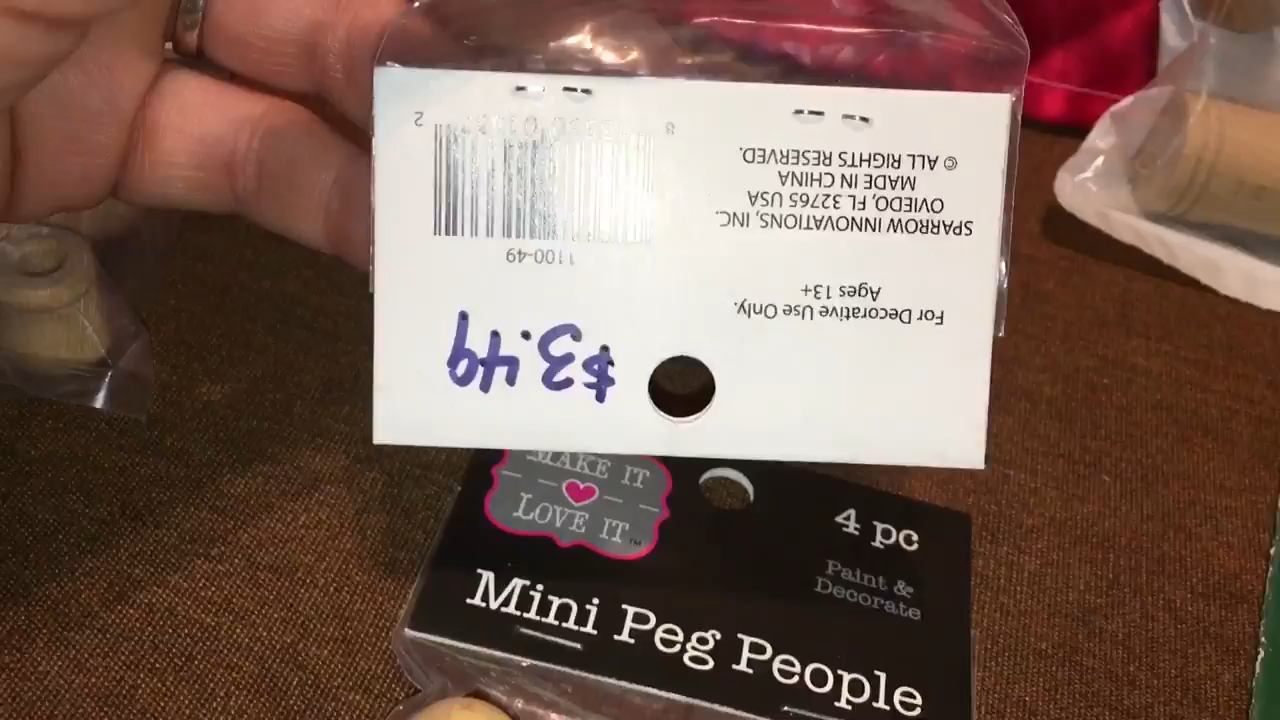 $3.49
For Decorative Use Only.
Ages 13+
1100-49
SPARROW INNOVATIONS, INC.
OVIEDO, FL 32765 USA
MADE IN CHINA
© ALL RIGHTS RESERVED.
MAKE IT
LOVE IT™
4 pc
Paint &
Decorate
Mini Peg People